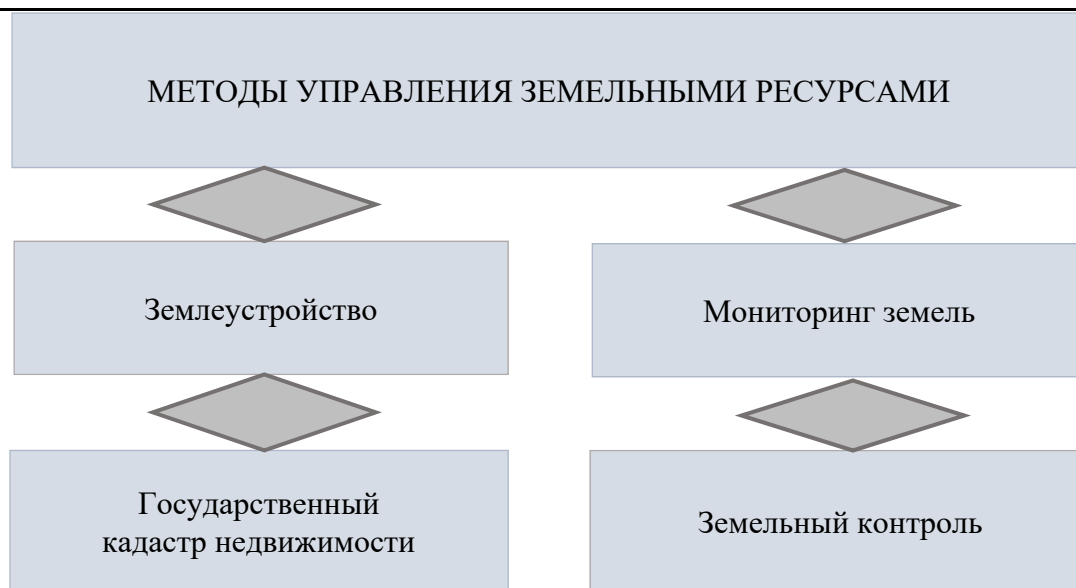 МЕТОДЫ УПРАВЛЕНИЯ ЗЕМЕЛЬНЫМИ РЕСУРСАМИ
Землеустройство
Мониторинг земель
Государственный
кадастр недвижимости
Земельный контроль